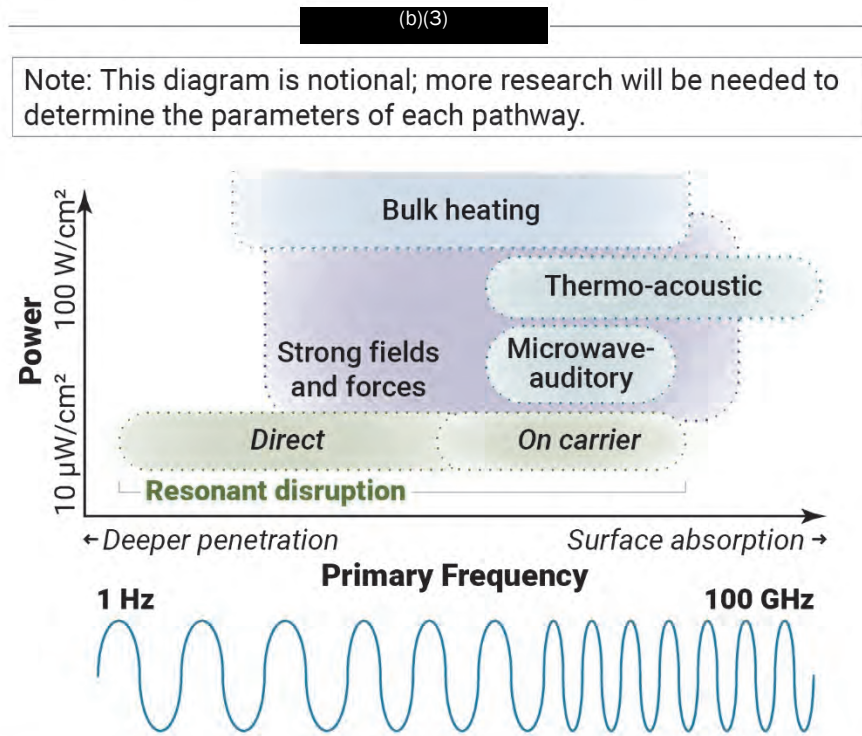 (b)(3)
Note: This diagram is notional; more research will be needed to
determine the parameters of each pathway.
Power
10 µW/cm² 100 W/cm²
Bulk heating
Thermo-acoustic
Strong fields
and forces
Microwave-
auditory
Direct
On carrier
Resonant disruption
←Deeper penetration
Surface absorption→
Primary Frequency
1 Hz
100 GHz